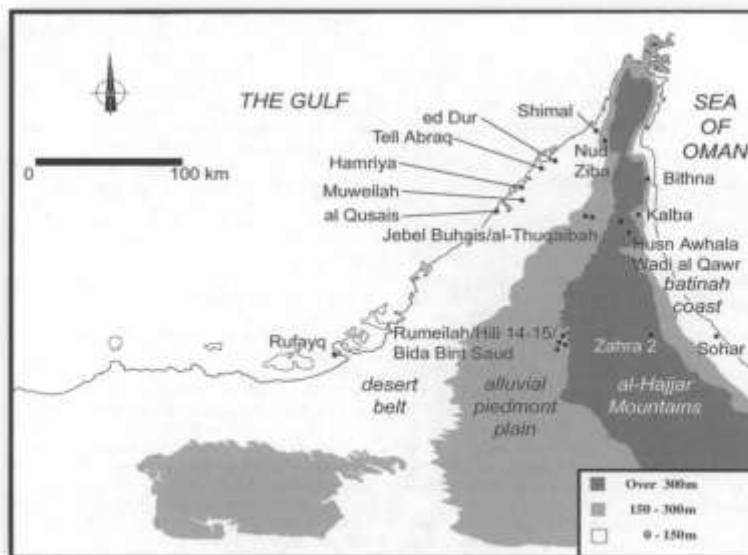 THE GULF
SEA
OF
OMAN
Shimal
ed Dur
Tell Abraq
Hamriya
Muweilah
al Qusais
Nud
Ziba
Bithna
Kalba
Jebel Buhais/al-Thuqaibah
Husn Awhala
Wadi al Qawr
batinah
coast
0 100 km
Rufayq
Rumeilah/Hili 14-15/
Bida Bint Saud
Zahra 2
Sohar
desert
belt
alluvial
piedmont
plain
al-Hajjar
Mountains
Over 300m
150 - 300m
0 - 150m